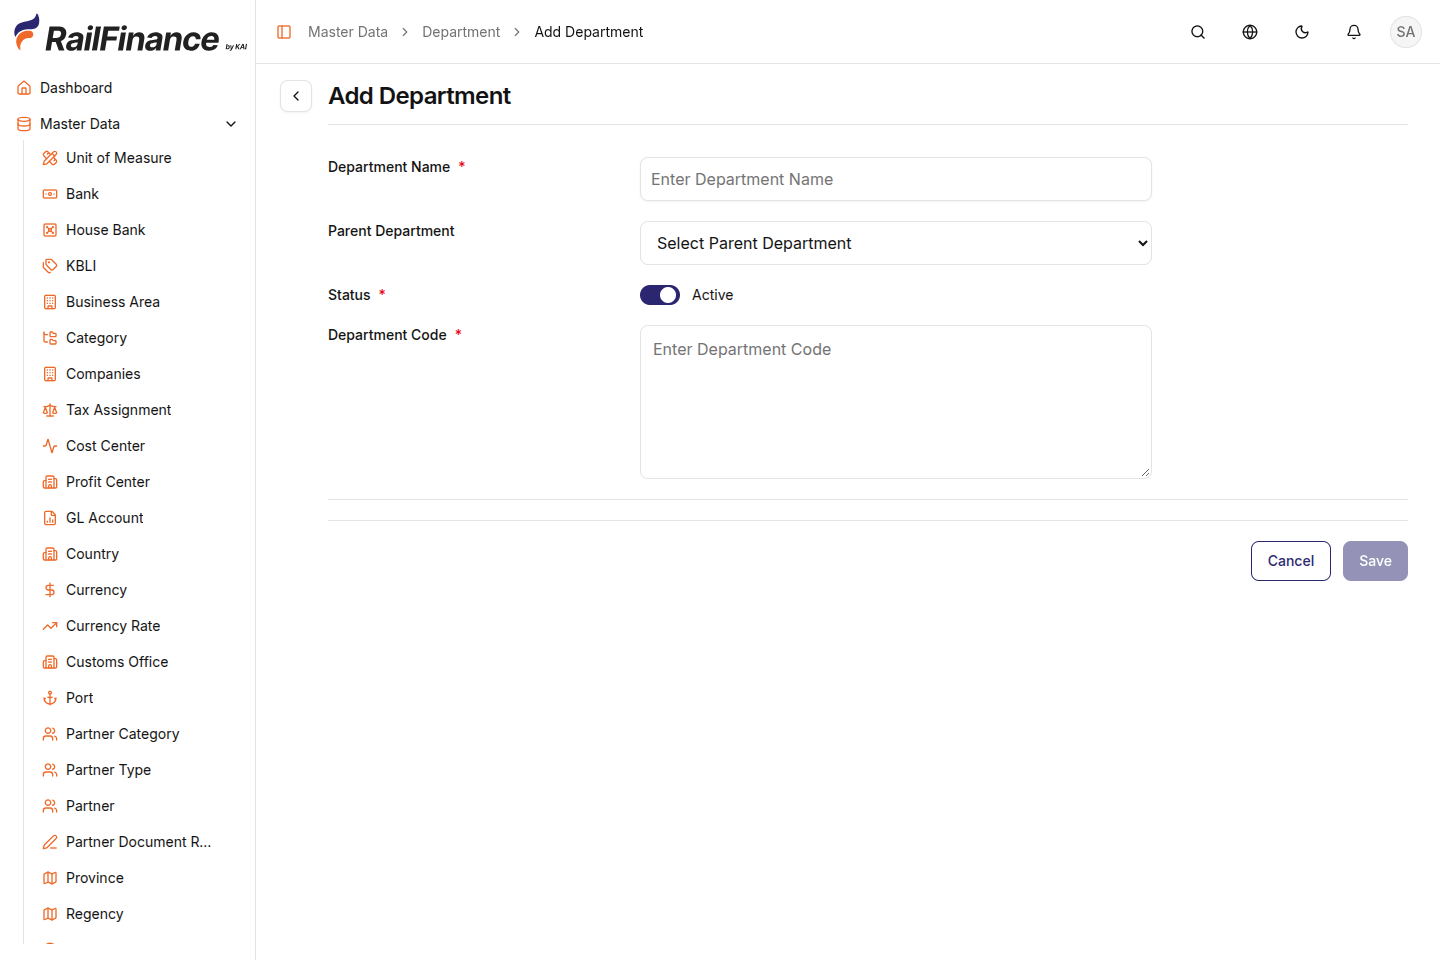 RailFinance by KAI
Master Data
Department
Add Department
SA
Dashboard
Master Data
Unit of Measure
Bank
House Bank
KBLI
Business Area
Category
Companies
Tax Assignment
Cost Center
Profit Center
GL Account
Country
Currency
Currency Rate
Customs Office
Port
Partner Category
Partner Type
Partner
Partner Document R...
Province
Regency
Add Department
Department Name *
Enter Department Name
Parent Department
Select Parent Department
Status *
Active
Department Code *
Enter Department Code
Cancel
Save